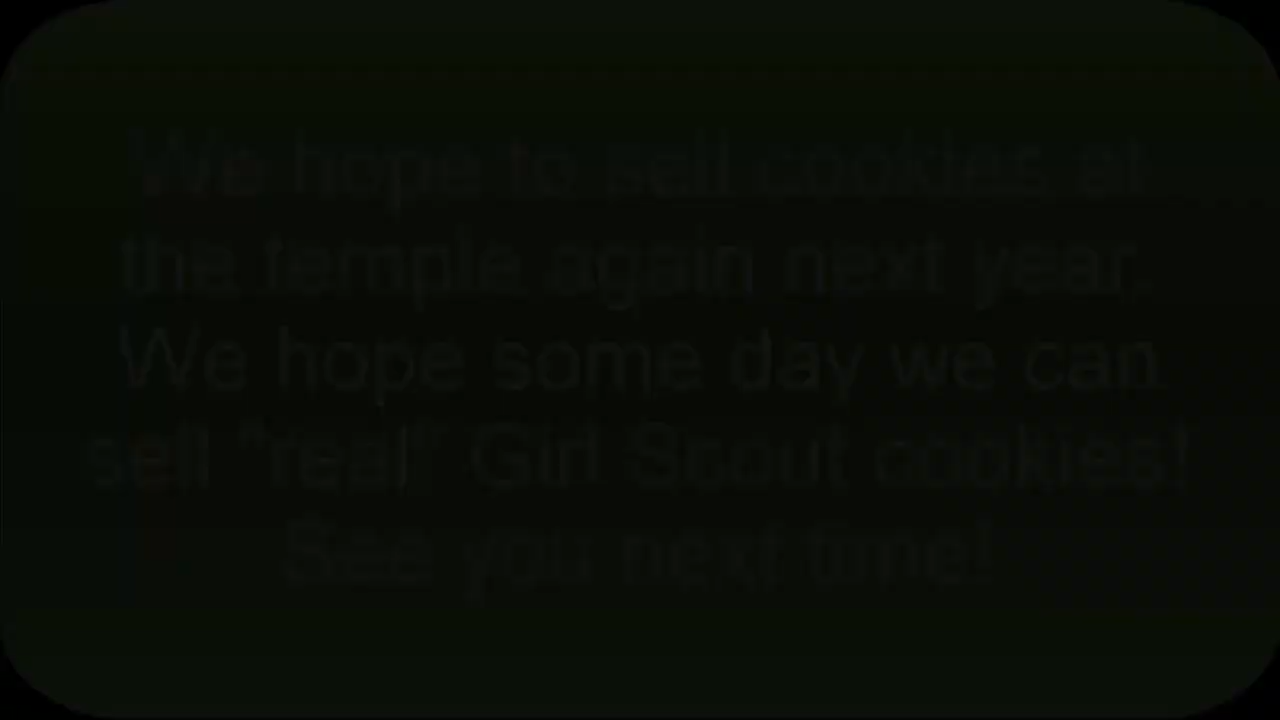 We hope to sell cookies at
the temple again next year.
We hope some day we can
sell "real" Girl Scout cookies!
See you next time!